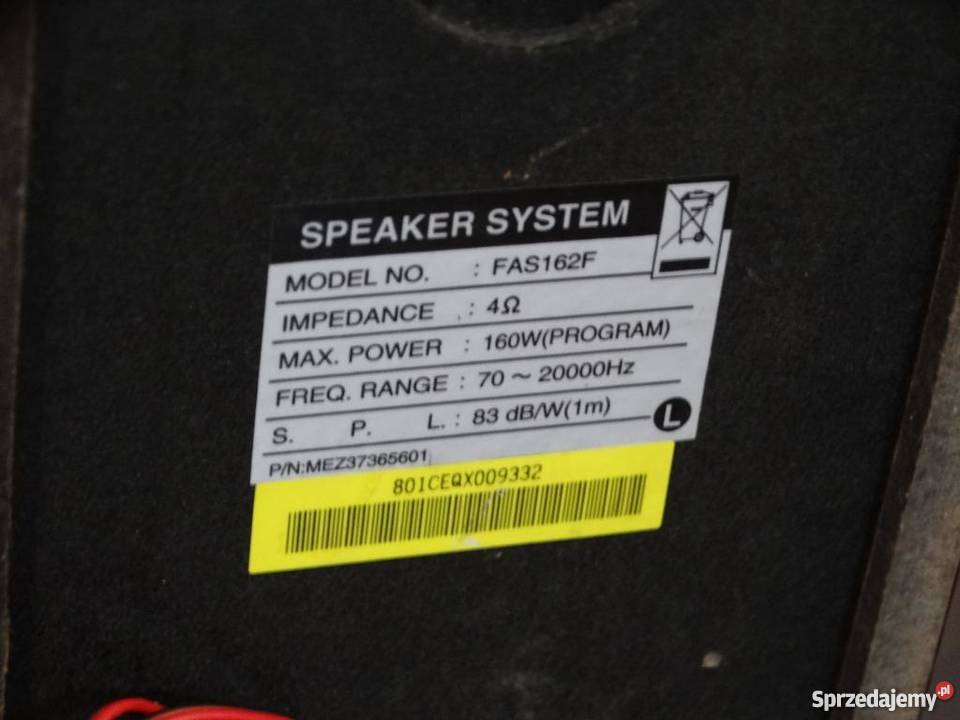 SPEAKER SYSTEM
MODEL NO. : FAS162F
IMPEDANCE : 4Ω
MAX. POWER : 160W(PROGRAM)
FREQ. RANGE : 70 ~ 20000Hz
S. P. L. : 83 dB/W(1m)
L
P/N:MEZ37365601
801CEQX009332
Sprzedajemy.pl